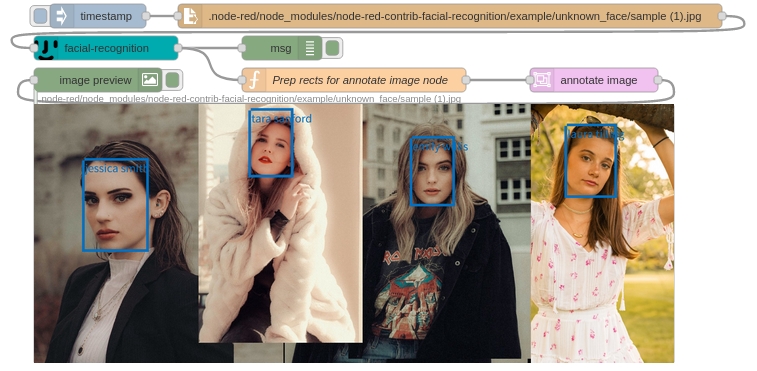 timestamp
.node-red/node_modules/node-red-contrib-facial-recognition/example/unknown_face/sample (1).jpg
facial-recognition
msg
image preview
Prep rects for annotate image node
annotate image
.node-red/node_modules/node-red-contrib-facial-recognition/example/unknown_face/sample (1).jpg
jessica smith